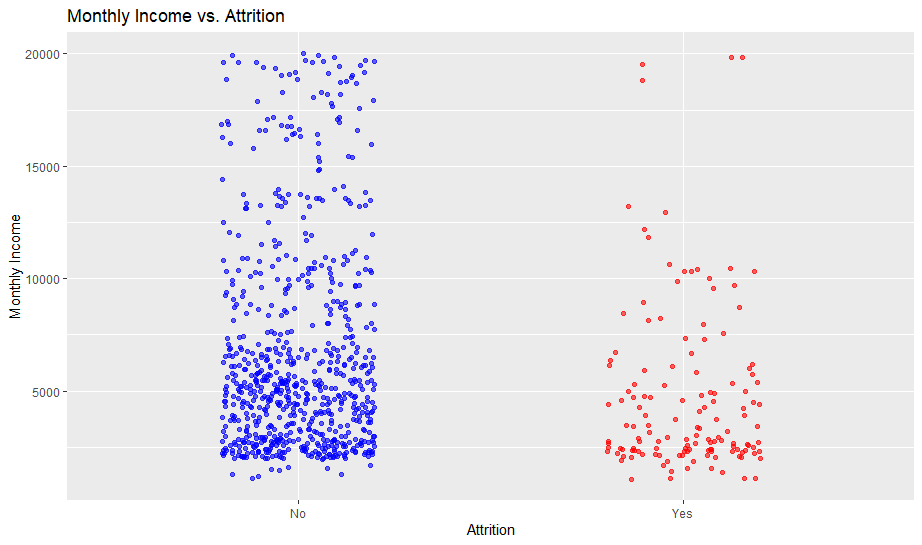 Monthly Income vs. Attrition
20000
15000
10000
5000
Monthly Income
No
Yes
Attrition